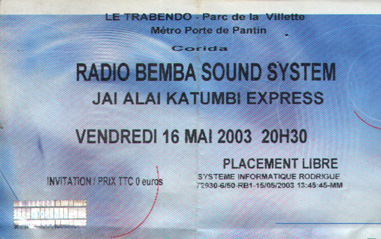 LE TRABENDO - Parc de la Villette
Métro Porte de Pantin
Corida
RADIO BEMBA SOUND SYSTEM
JAI ALAI KATUMBI EXPRESS
VENDREDI 16 MAI 2003 20H30
PLACEMENT LIBRE
INVITATION / PRIX TTC 0 euros
SYSTEME INFORMATIQUE RODRIGUE
72930-6/50-RB1-15/05/2003 13:45:45-MM